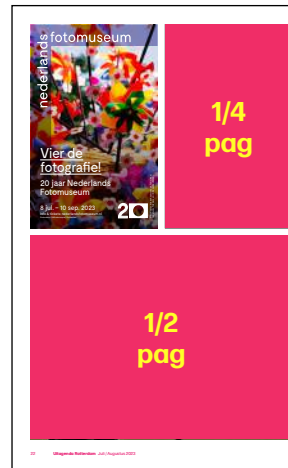 nederlands
fotomuseum
1/4
pag
Vier de
fotografie!
20 jaar Nederlands
Fotomuseum
8 jul. – 10 sep. 2023
20
1/2
pag
Uitagenda Rotterdam Juli / Augustus 2023